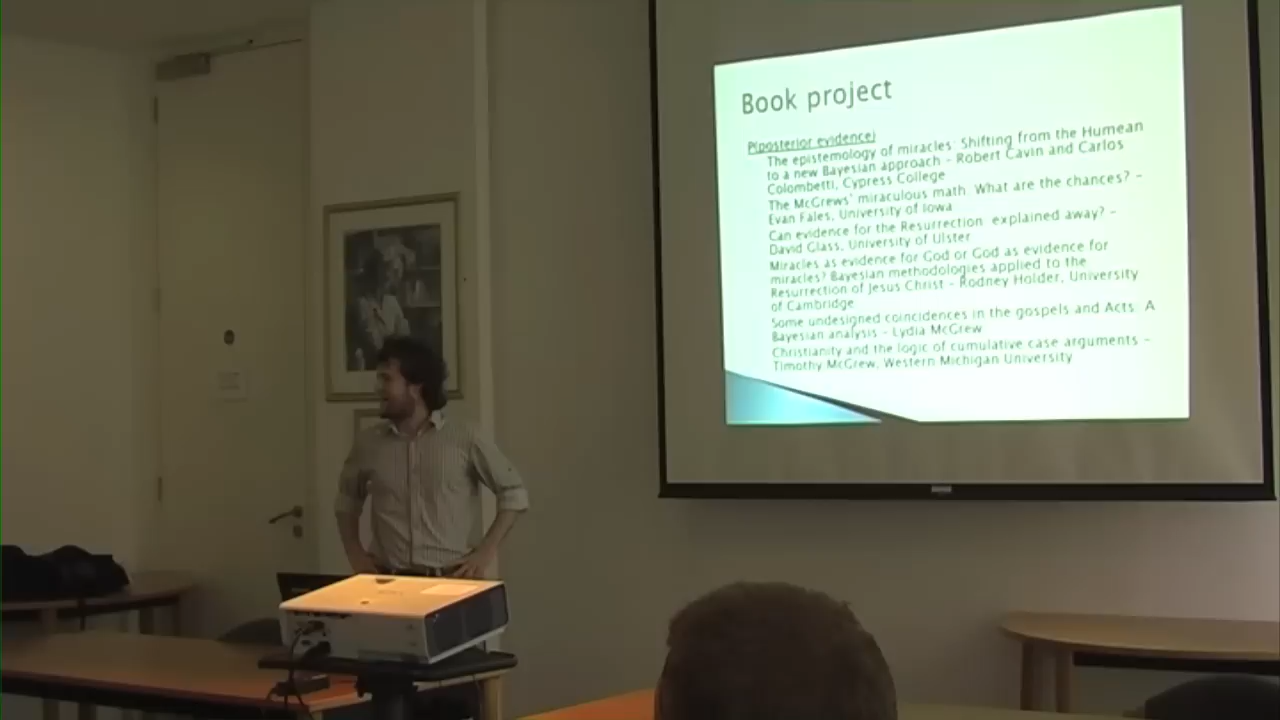 Book project
P(posterior evidence)
The epistemology of miracles: Shifting from the Humean
to a new Bayesian approach - Robert Cavin and Carlos
Colombetti, Cypress College
The McGrews' miraculous math: What are the chances? -
Evan Fales, University of Iowa
Can evidence for the Resurrection explained away? -
David Glass, University of Ulster
Miracles as evidence for God or God as evidence for
miracles? Bayesian methodologies applied to the
Resurrection of Jesus Christ - Rodney Holder, University
of Cambridge
Some undesigned coincidences in the gospels and Acts: A
Bayesian analysis - Lydia McGrew
Christianity and the logic of cumulative case arguments -
Timothy McGrew, Western Michigan University